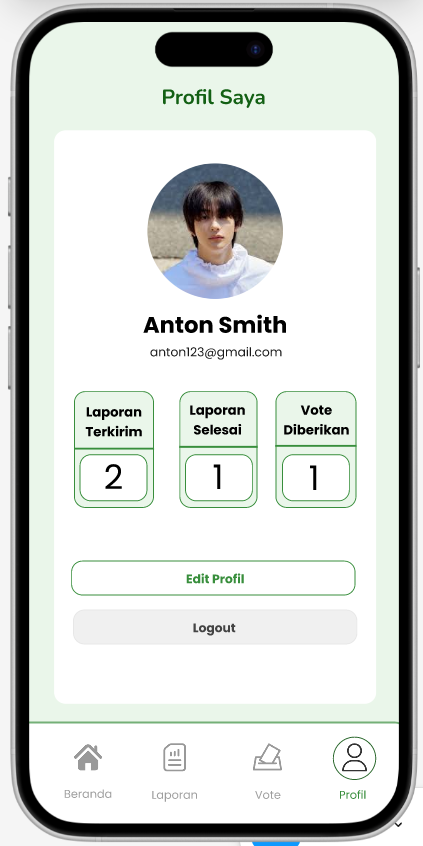 Profil Saya
Anton Smith
anton123@gmail.com
Laporan
Terkirim
2
Laporan
Selesai
1
Vote
Diberikan
1
Edit Profil
Logout
Beranda
Laporan
Vote
Profil